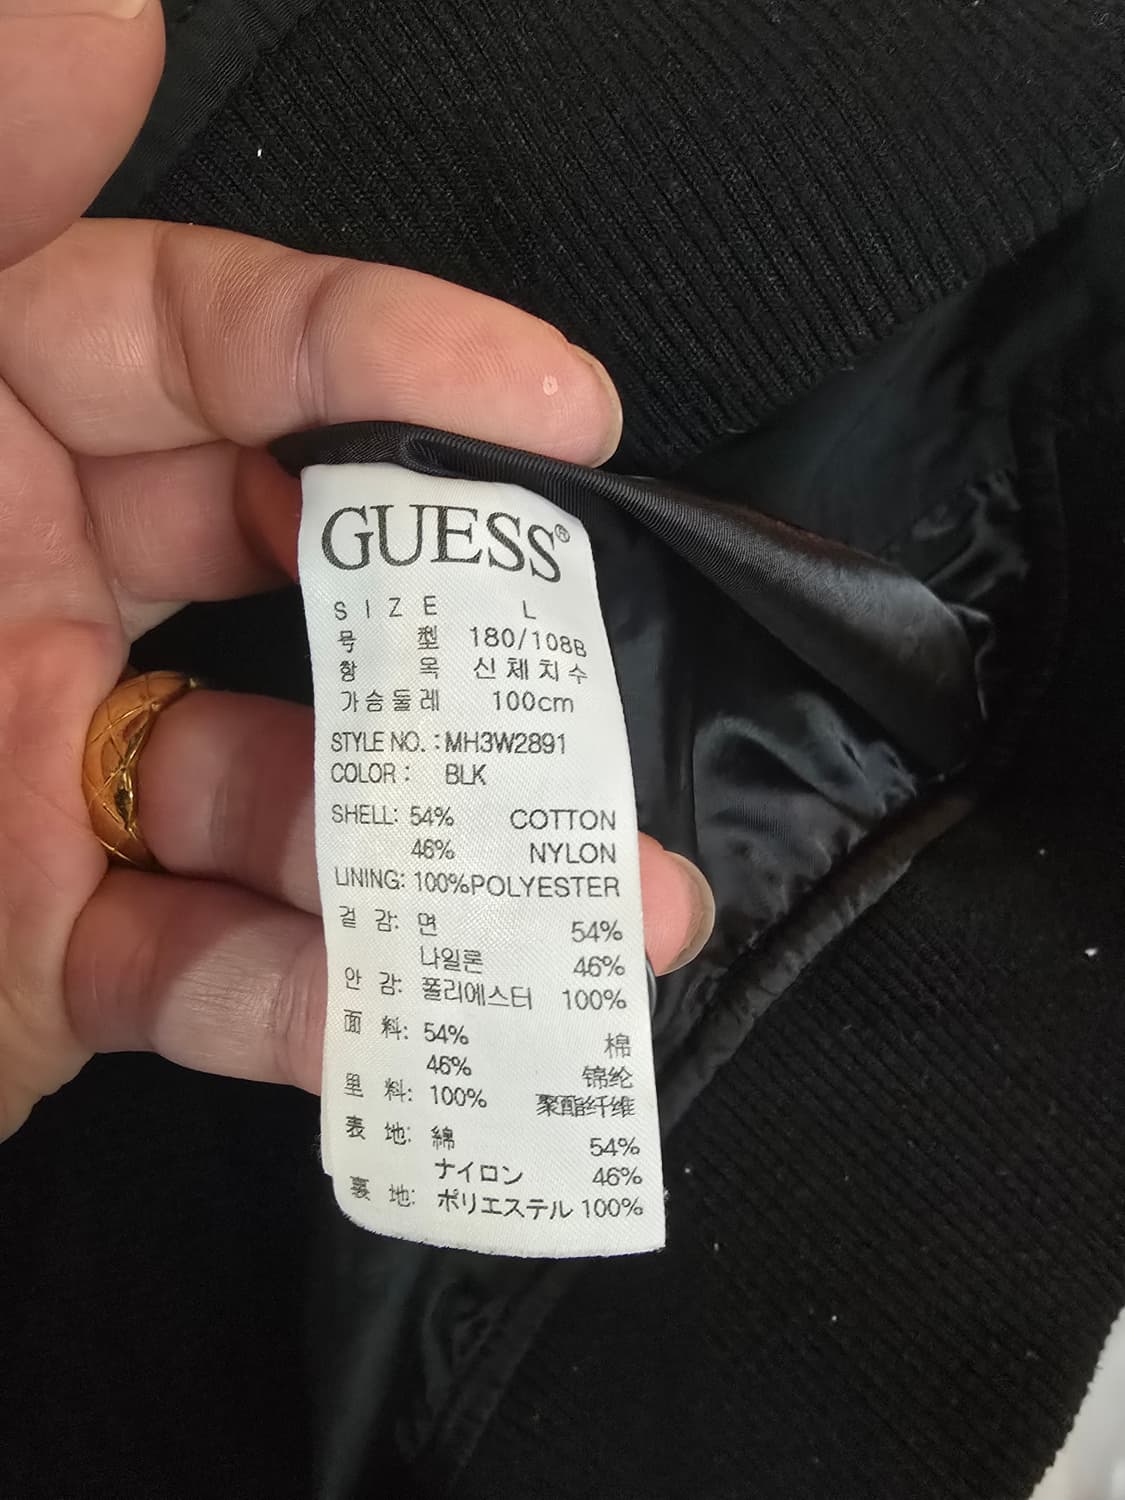 GUESS®
SIZE L
号型 180/108B
항목 신체치수
가슴둘레 100cm
STYLE NO. : MH3W2891
COLOR : BLK
SHELL: 54% COTTON
46% NYLON
LINING: 100%POLYESTER
겉감: 면 54%
나일론 46%
안감: 폴리에스터 100%
面料: 54% 棉
46% 锦纶
里料: 100% 聚酯纤维
表地: 綿 54%
ナイロン 46%
裏地: ポリエステル 100%